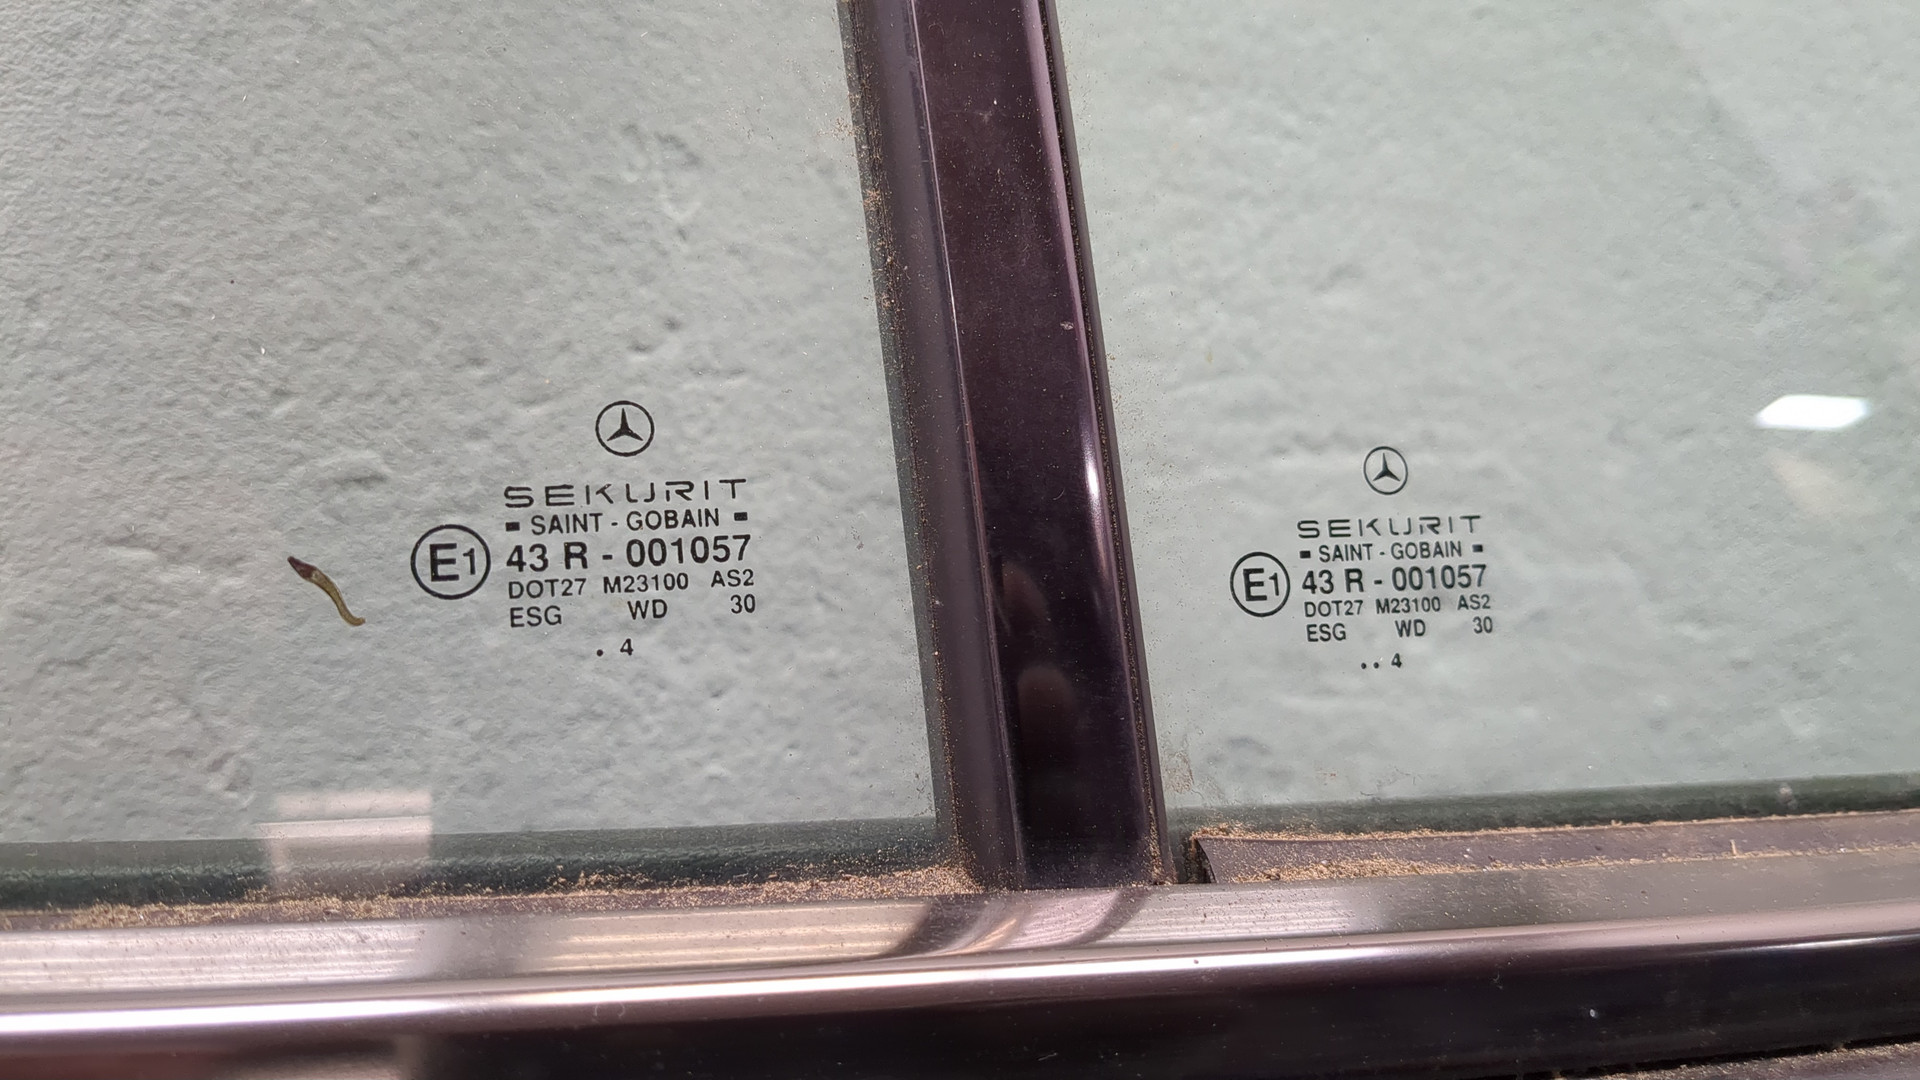 SEKURIT
SAINT - GOBAIN
E1 43 R - 001057
DOT27 M23100 AS2
ESG WD 30
. 4
SEKURIT
SAINT - GOBAIN
E1 43 R - 001057
DOT27 M23100 AS2
ESG WD 30
.. 4